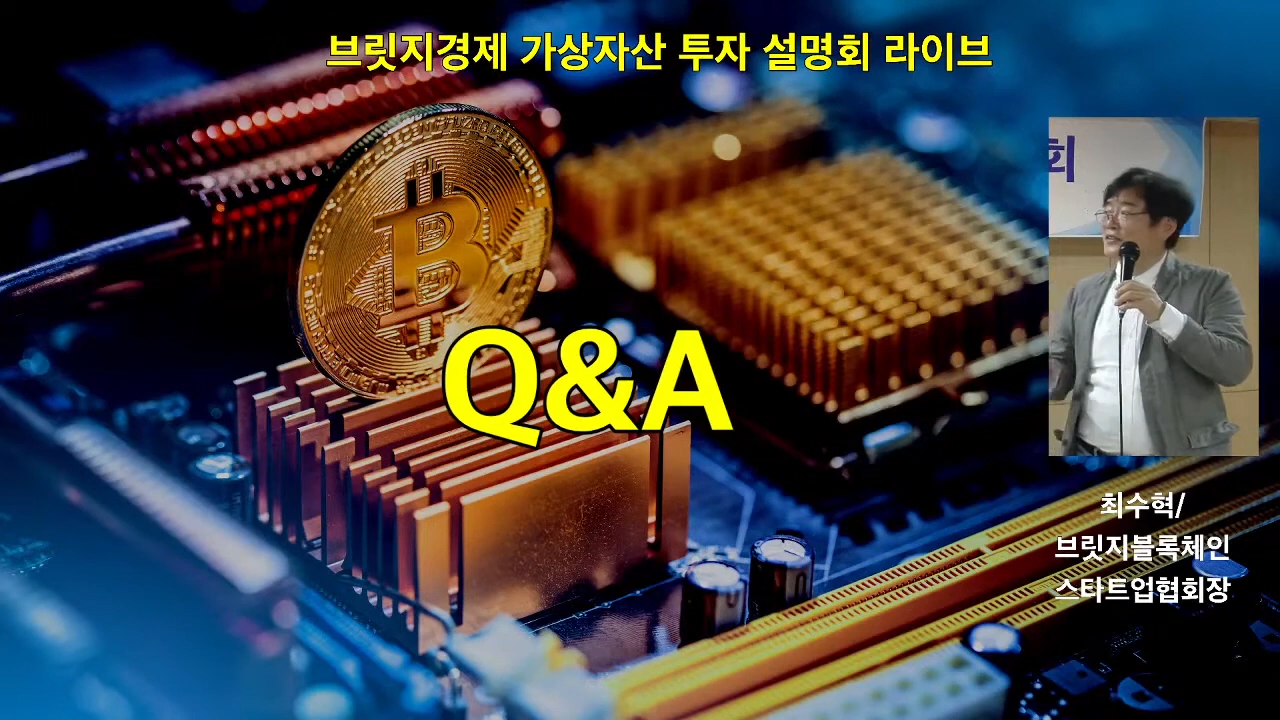 브릿지경제 가상자산 투자 설명회 라이브
회
Q&A
최수혁/
브릿지블록체인
스타트업협회장